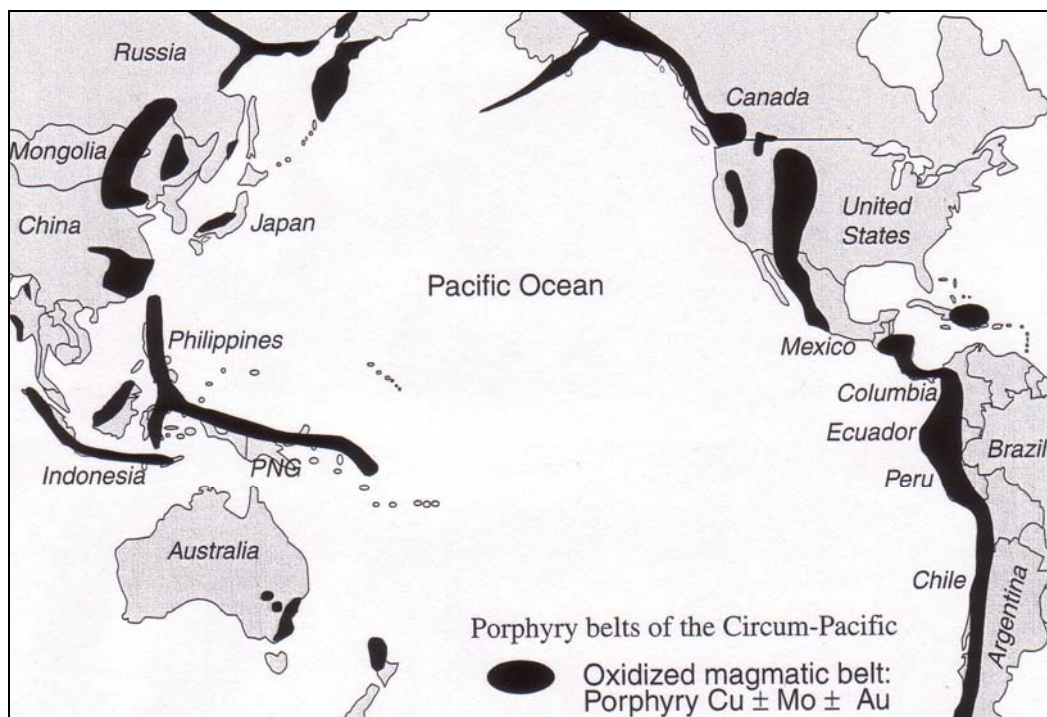 Russia
Canada
Mongolia
China
Japan
United
States
Pacific Ocean
Philippines
Mexico
Columbia
Ecuador
Brazil
Indonesia
PNG
Peru
Australia
Chile
Argentina
Porphyry belts of the Circum-Pacific
Oxidized magmatic belt:
Porphyry Cu ± Mo ± Au